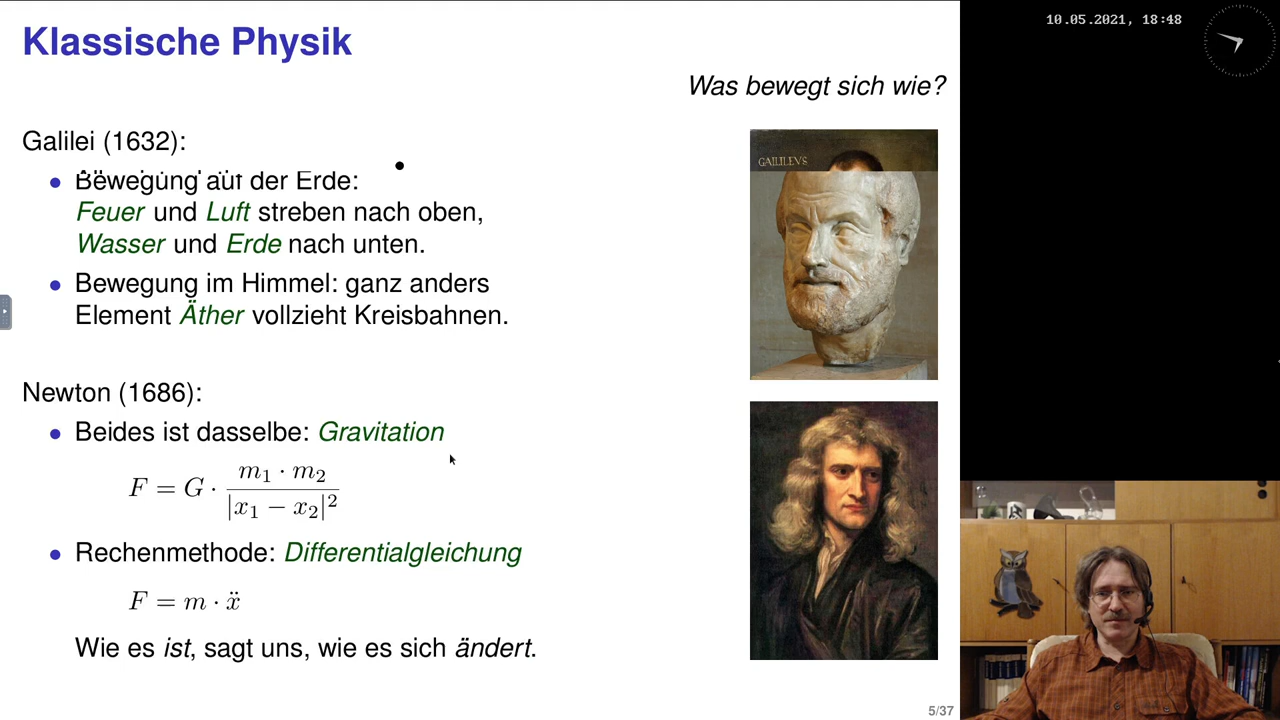 Klassische Physik
10.05.2021, 18:48
Was bewegt sich wie?
Galilei (1632):
GALILEVS
• Bewegung auf der Erde:
Feuer und Luft streben nach oben,
Wasser und Erde nach unten.
• Bewegung im Himmel: ganz anders
Element Äther vollzieht Kreisbahnen.
Newton (1686):
• Beides ist dasselbe: Gravitation
F = G · m₁ · m₂ / |x₁ − x₂|²
• Rechenmethode: Differentialgleichung
F = m · ẍ
Wie es ist, sagt uns, wie es sich ändert.
5/37